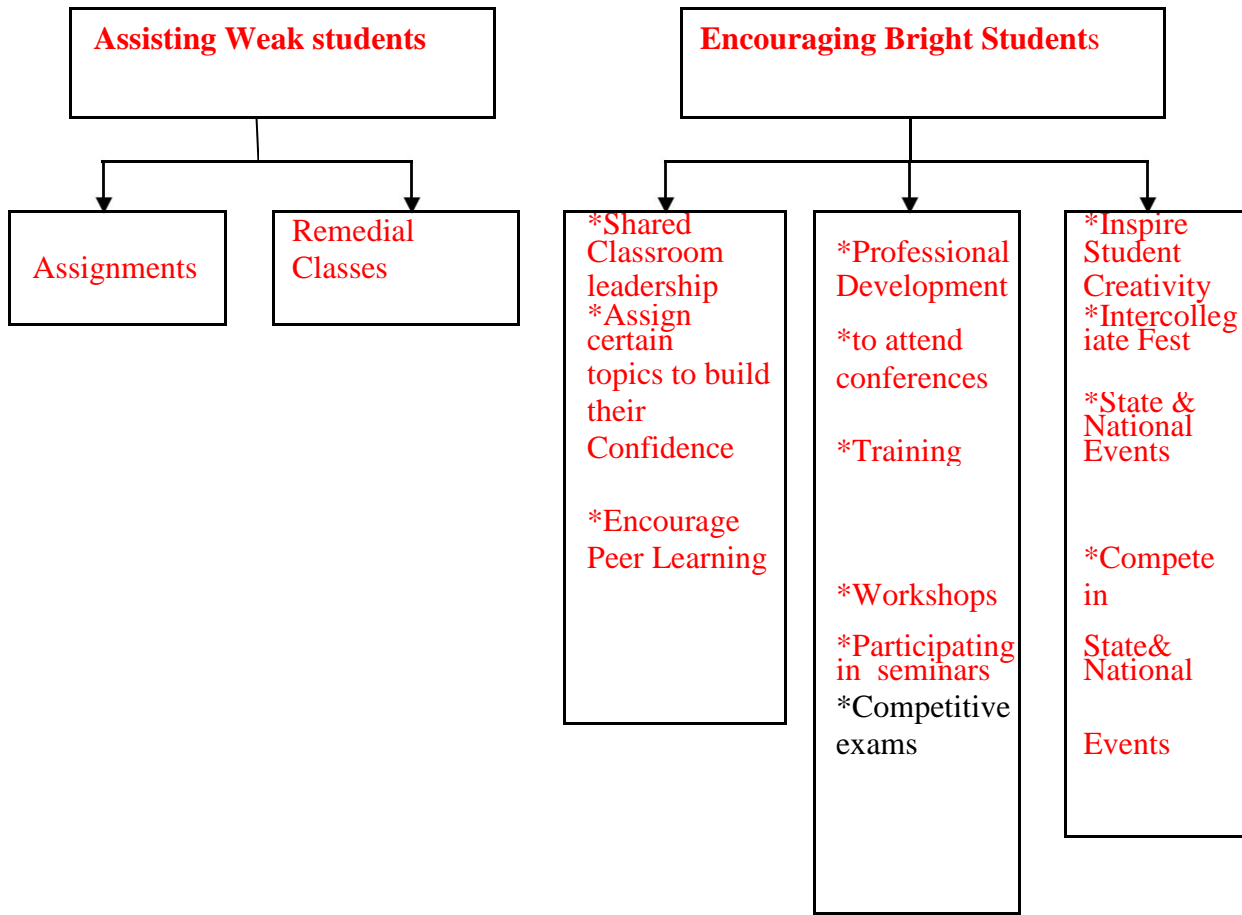 Assisting Weak students
Encouraging Bright Students
Assignments
Remedial
Classes
*Shared
Classroom
leadership
*Assign
certain
topics to build
their
Confidence
*Encourage
Peer Learning
*Professional
Development
*to attend
conferences
*Training
*Workshops
*Participating
in seminars
*Competitive
exams
*Inspire
Student
Creativity
*Intercolleg
iate Fest
*State &
National
Events
*Compete
in
State&
National
Events